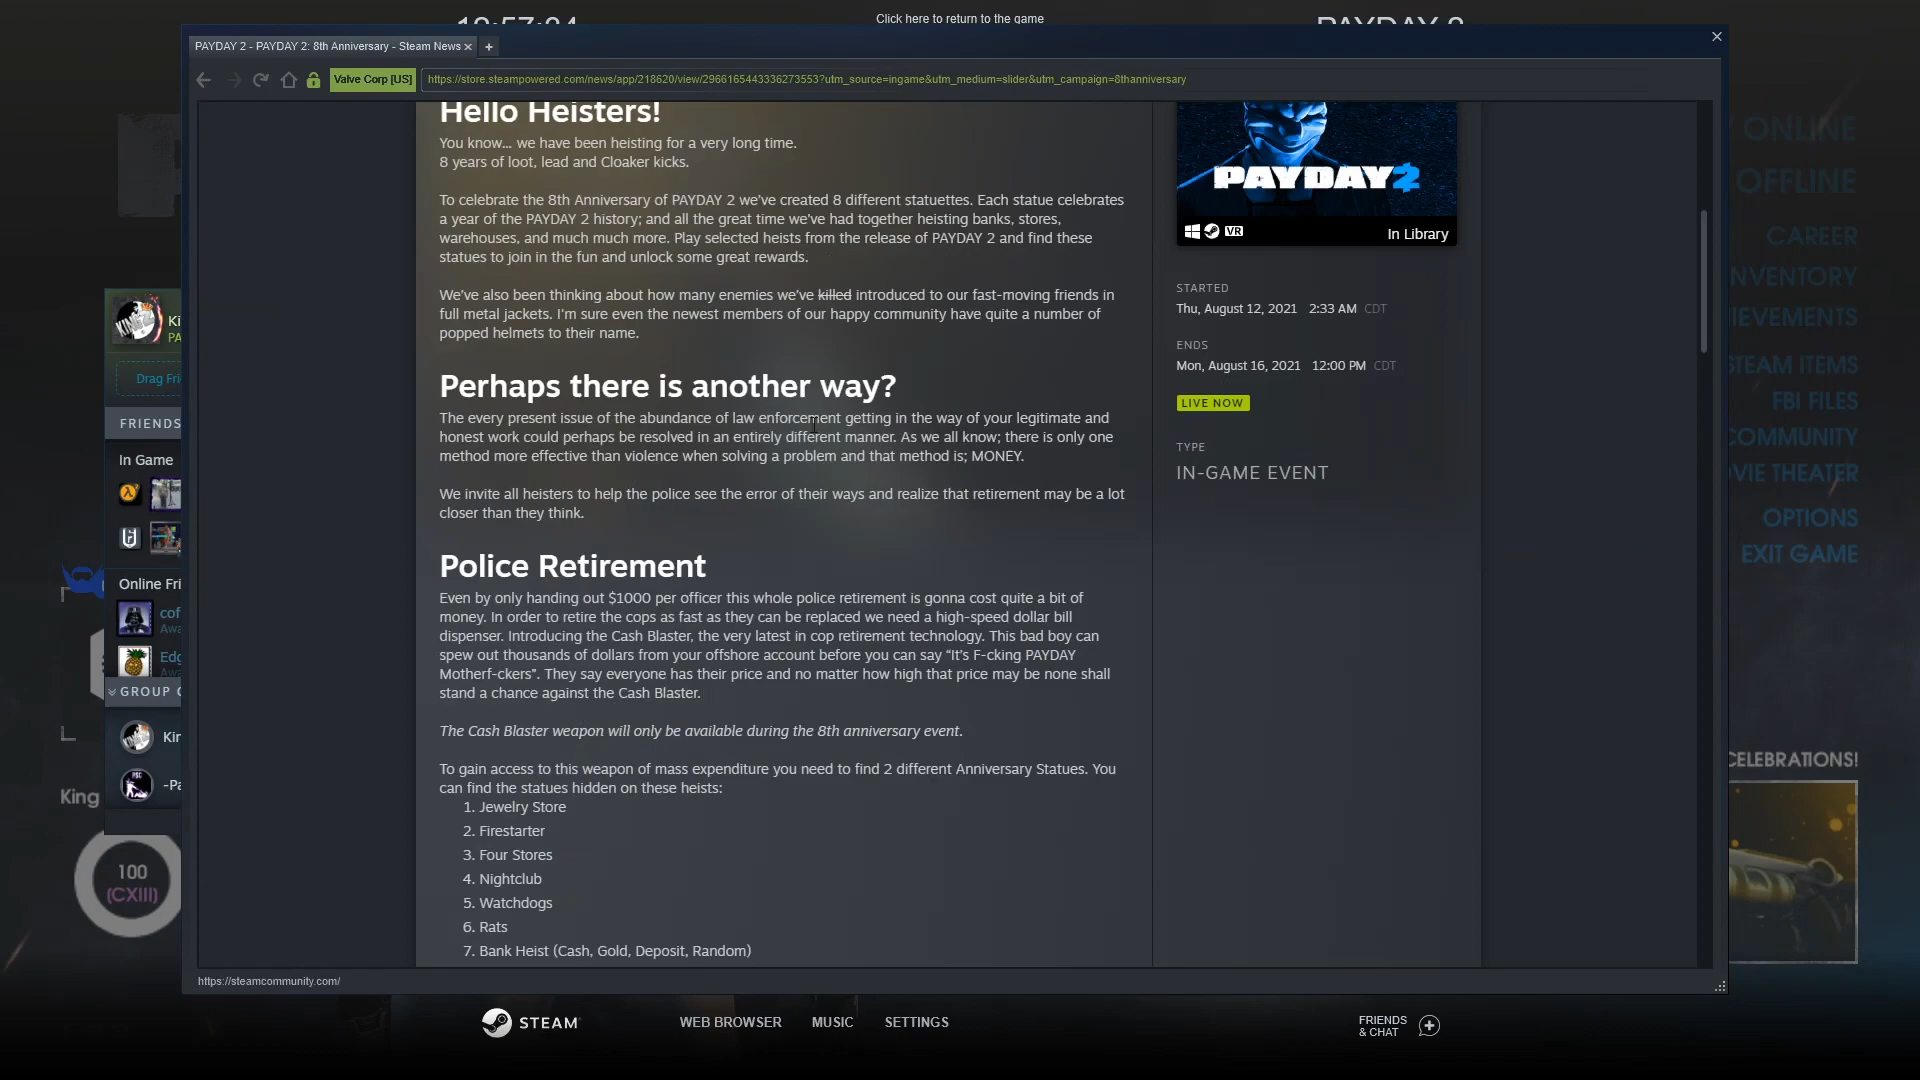 Click here to return to the game
PAYDAY 2 - PAYDAY 2: 8th Anniversary - Steam News
Valve Corp [US]
https://store.steampowered.com/news/app/218620/view/2966165443336273553?utm_source=ingame&utm_medium=slider&utm_campaign=8thanniversary
Hello Heisters!
You know... we have been heisting for a very long time.
8 years of loot, lead and Cloaker kicks.
To celebrate the 8th Anniversary of PAYDAY 2 we've created 8 different statuettes. Each statue celebrates
a year of the PAYDAY 2 history; and all the great time we've had together heisting banks, stores,
warehouses, and much much more. Play selected heists from the release of PAYDAY 2 and find these
statues to join in the fun and unlock some great rewards.
We've also been thinking about how many enemies we've killed introduced to our fast-moving friends in
full metal jackets. I'm sure even the newest members of our happy community have quite a number of
popped helmets to their name.
Perhaps there is another way?
The every present issue of the abundance of law enforcement getting in the way of your legitimate and
honest work could perhaps be resolved in an entirely different manner. As we all know; there is only one
method more effective than violence when solving a problem and that method is; MONEY.
We invite all heisters to help the police see the error of their ways and realize that retirement may be a lot
closer than they think.
Police Retirement
Even by only handing out $1000 per officer this whole police retirement is gonna cost quite a bit of
money. In order to retire the cops as fast as they can be replaced we need a high-speed dollar bill
dispenser. Introducing the Cash Blaster, the very latest in cop retirement technology. This bad boy can
spew out thousands of dollars from your offshore account before you can say “It's F-cking PAYDAY
Motherf-ckers”. They say everyone has their price and no matter how high that price may be none shall
stand a chance against the Cash Blaster.
The Cash Blaster weapon will only be available during the 8th anniversary event.
To gain access to this weapon of mass expenditure you need to find 2 different Anniversary Statues. You
can find the statues hidden on these heists:
1. Jewelry Store
2. Firestarter
3. Four Stores
4. Nightclub
5. Watchdogs
6. Rats
7. Bank Heist (Cash, Gold, Deposit, Random)
PAYDAY 2
VR
In Library
STARTED
Thu, August 12, 2021 2:33 AM CDT
ENDS
Mon, August 16, 2021 12:00 PM CDT
LIVE NOW
TYPE
IN-GAME EVENT
https://steamcommunity.com/
Ki
PA
Drag Fri
FRIENDS
In Game
Online Fri
cof
Awa
Edg
Awa
GROUP C
Kin
-Pa
King
100
(CXIII)
ONLINE
OFFLINE
CAREER
NVENTORY
IEVEMENTS
STEAM ITEMS
FBI FILES
COMMUNITY
VIE THEATER
OPTIONS
EXIT GAME
CELEBRATIONS!
STEAM
WEB BROWSER
MUSIC
SETTINGS
FRIENDS
& CHAT